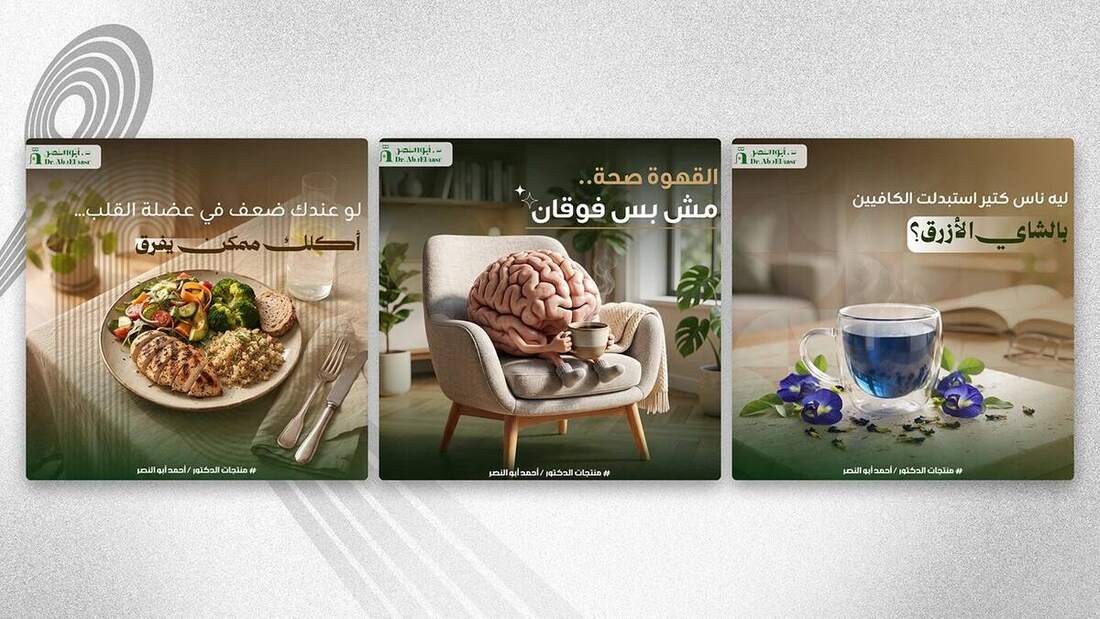 لو عندك ضعف في عضلة القلب...
أكلك ممكن يفرق
# منتجات الدكتور / أحمد أبو النصر
القهوة صحة..
مش بس فوقان
# منتجات الدكتور / أحمد أبو النصر
ليه ناس كتير استبدلت الكافيين
بالشاي الأزرق؟
# منتجات الدكتور / أحمد أبو النصر